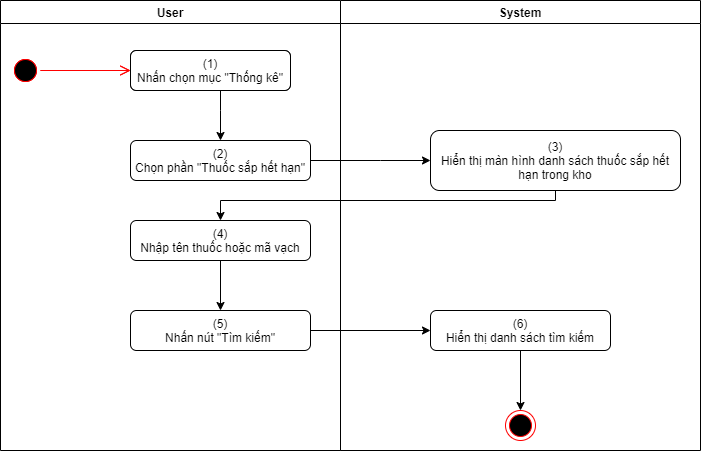 User
System
(1)
Nhấn chọn mục "Thống kê"
(2)
Chọn phần "Thuốc sắp hết hạn"
(3)
Hiển thị màn hình danh sách thuốc sắp hết
hạn trong kho
(4)
Nhập tên thuốc hoặc mã vạch
(5)
Nhấn nút "Tìm kiếm"
(6)
Hiển thị danh sách tìm kiếm